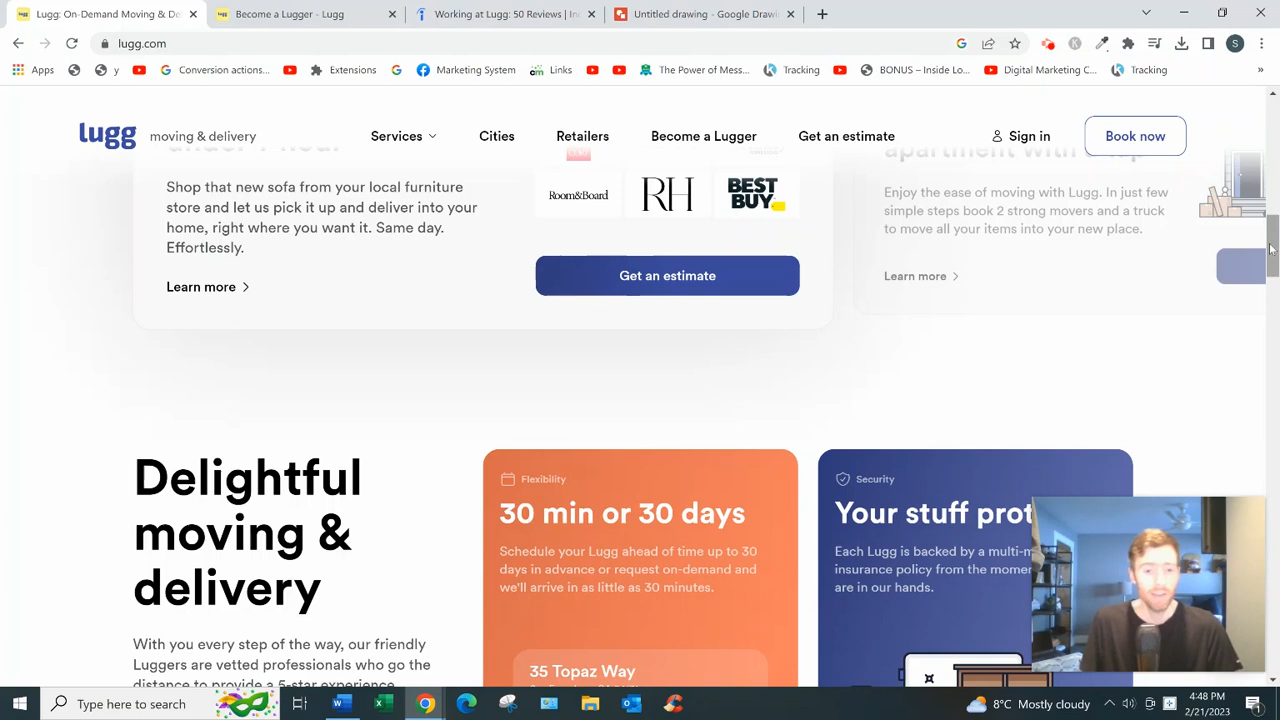 Lugg: On-Demand Moving & De
Become a Lugger - Lugg
Working at Lugg: 50 Reviews | In
Untitled drawing - Google Drawi
lugg.com
S
Apps
y
Conversion actions...
Extensions
Marketing System
Links
The Power of Mess...
Tracking
BONUS – Inside Lo...
Digital Marketing C...
Tracking
»
lugg moving & delivery
Services
Cities
Retailers
Become a Lugger
Get an estimate
Sign in
Book now
Shop that new sofa from your local furniture
store and let us pick it up and deliver into your
home, right where you want it. Same day.
Effortlessly.
Learn more
Room&Board
RH
BEST
BUY
Get an estimate
apartment with
Enjoy the ease of moving with Lugg. In just few
simple steps book 2 strong movers and a truck
to move all your items into your new place.
Learn more
Delightful
moving &
delivery
With you every step of the way, our friendly
Luggers are vetted professionals who go the
distance to provide a 5-star experience
Flexibility
30 min or 30 days
Schedule your Lugg ahead of time up to 30
days in advance or request on-demand and
we'll arrive in as little as 30 minutes.
35 Topaz Way
Security
Your stuff prot
Each Lugg is backed by a multi-m
insurance policy from the momen
are in our hands.
Type here to search
8°C Mostly cloudy
4:48 PM
2/21/2023